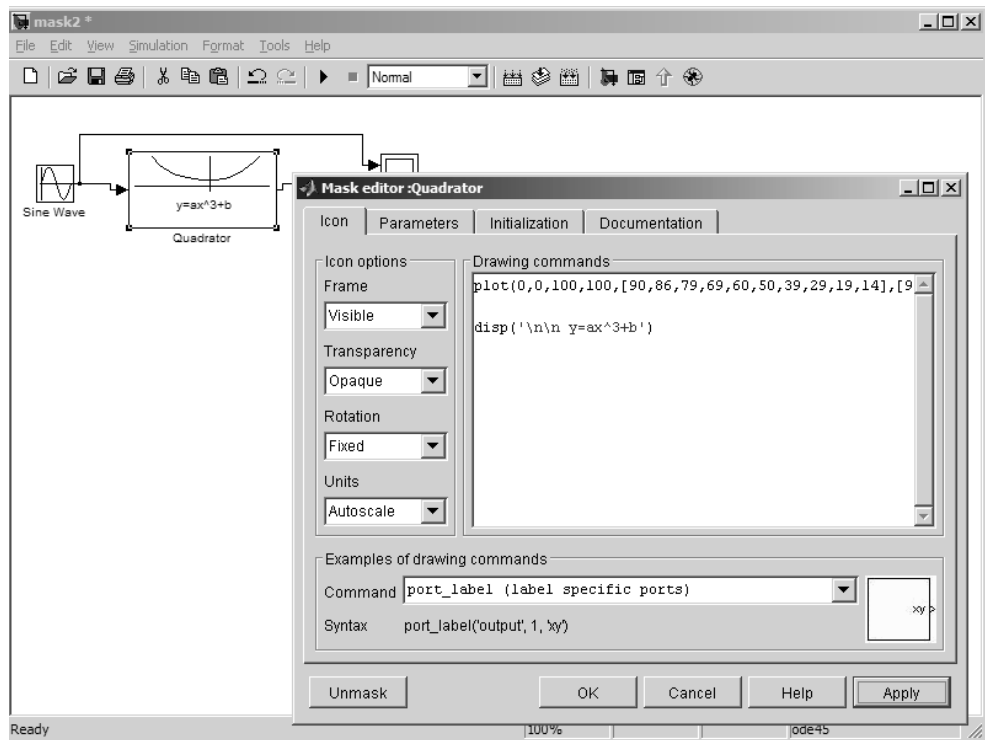 mask2 *
File Edit View Simulation Format Tools Help
Normal
Sine Wave
y=ax^3+b
Quadrator
Mask editor :Quadrator
Icon Parameters Initialization Documentation
Icon options
Frame
Visible
Transparency
Opaque
Rotation
Fixed
Units
Autoscale
Drawing commands
plot(0,0,100,100,[90,86,79,69,60,50,39,29,19,14],[9
disp('\n\n y=ax^3+b')
Examples of drawing commands
Command port_label (label specific ports)
Syntax port_label('output', 1, 'xy')
xy >
Unmask OK Cancel Help Apply
Ready 100% ode45